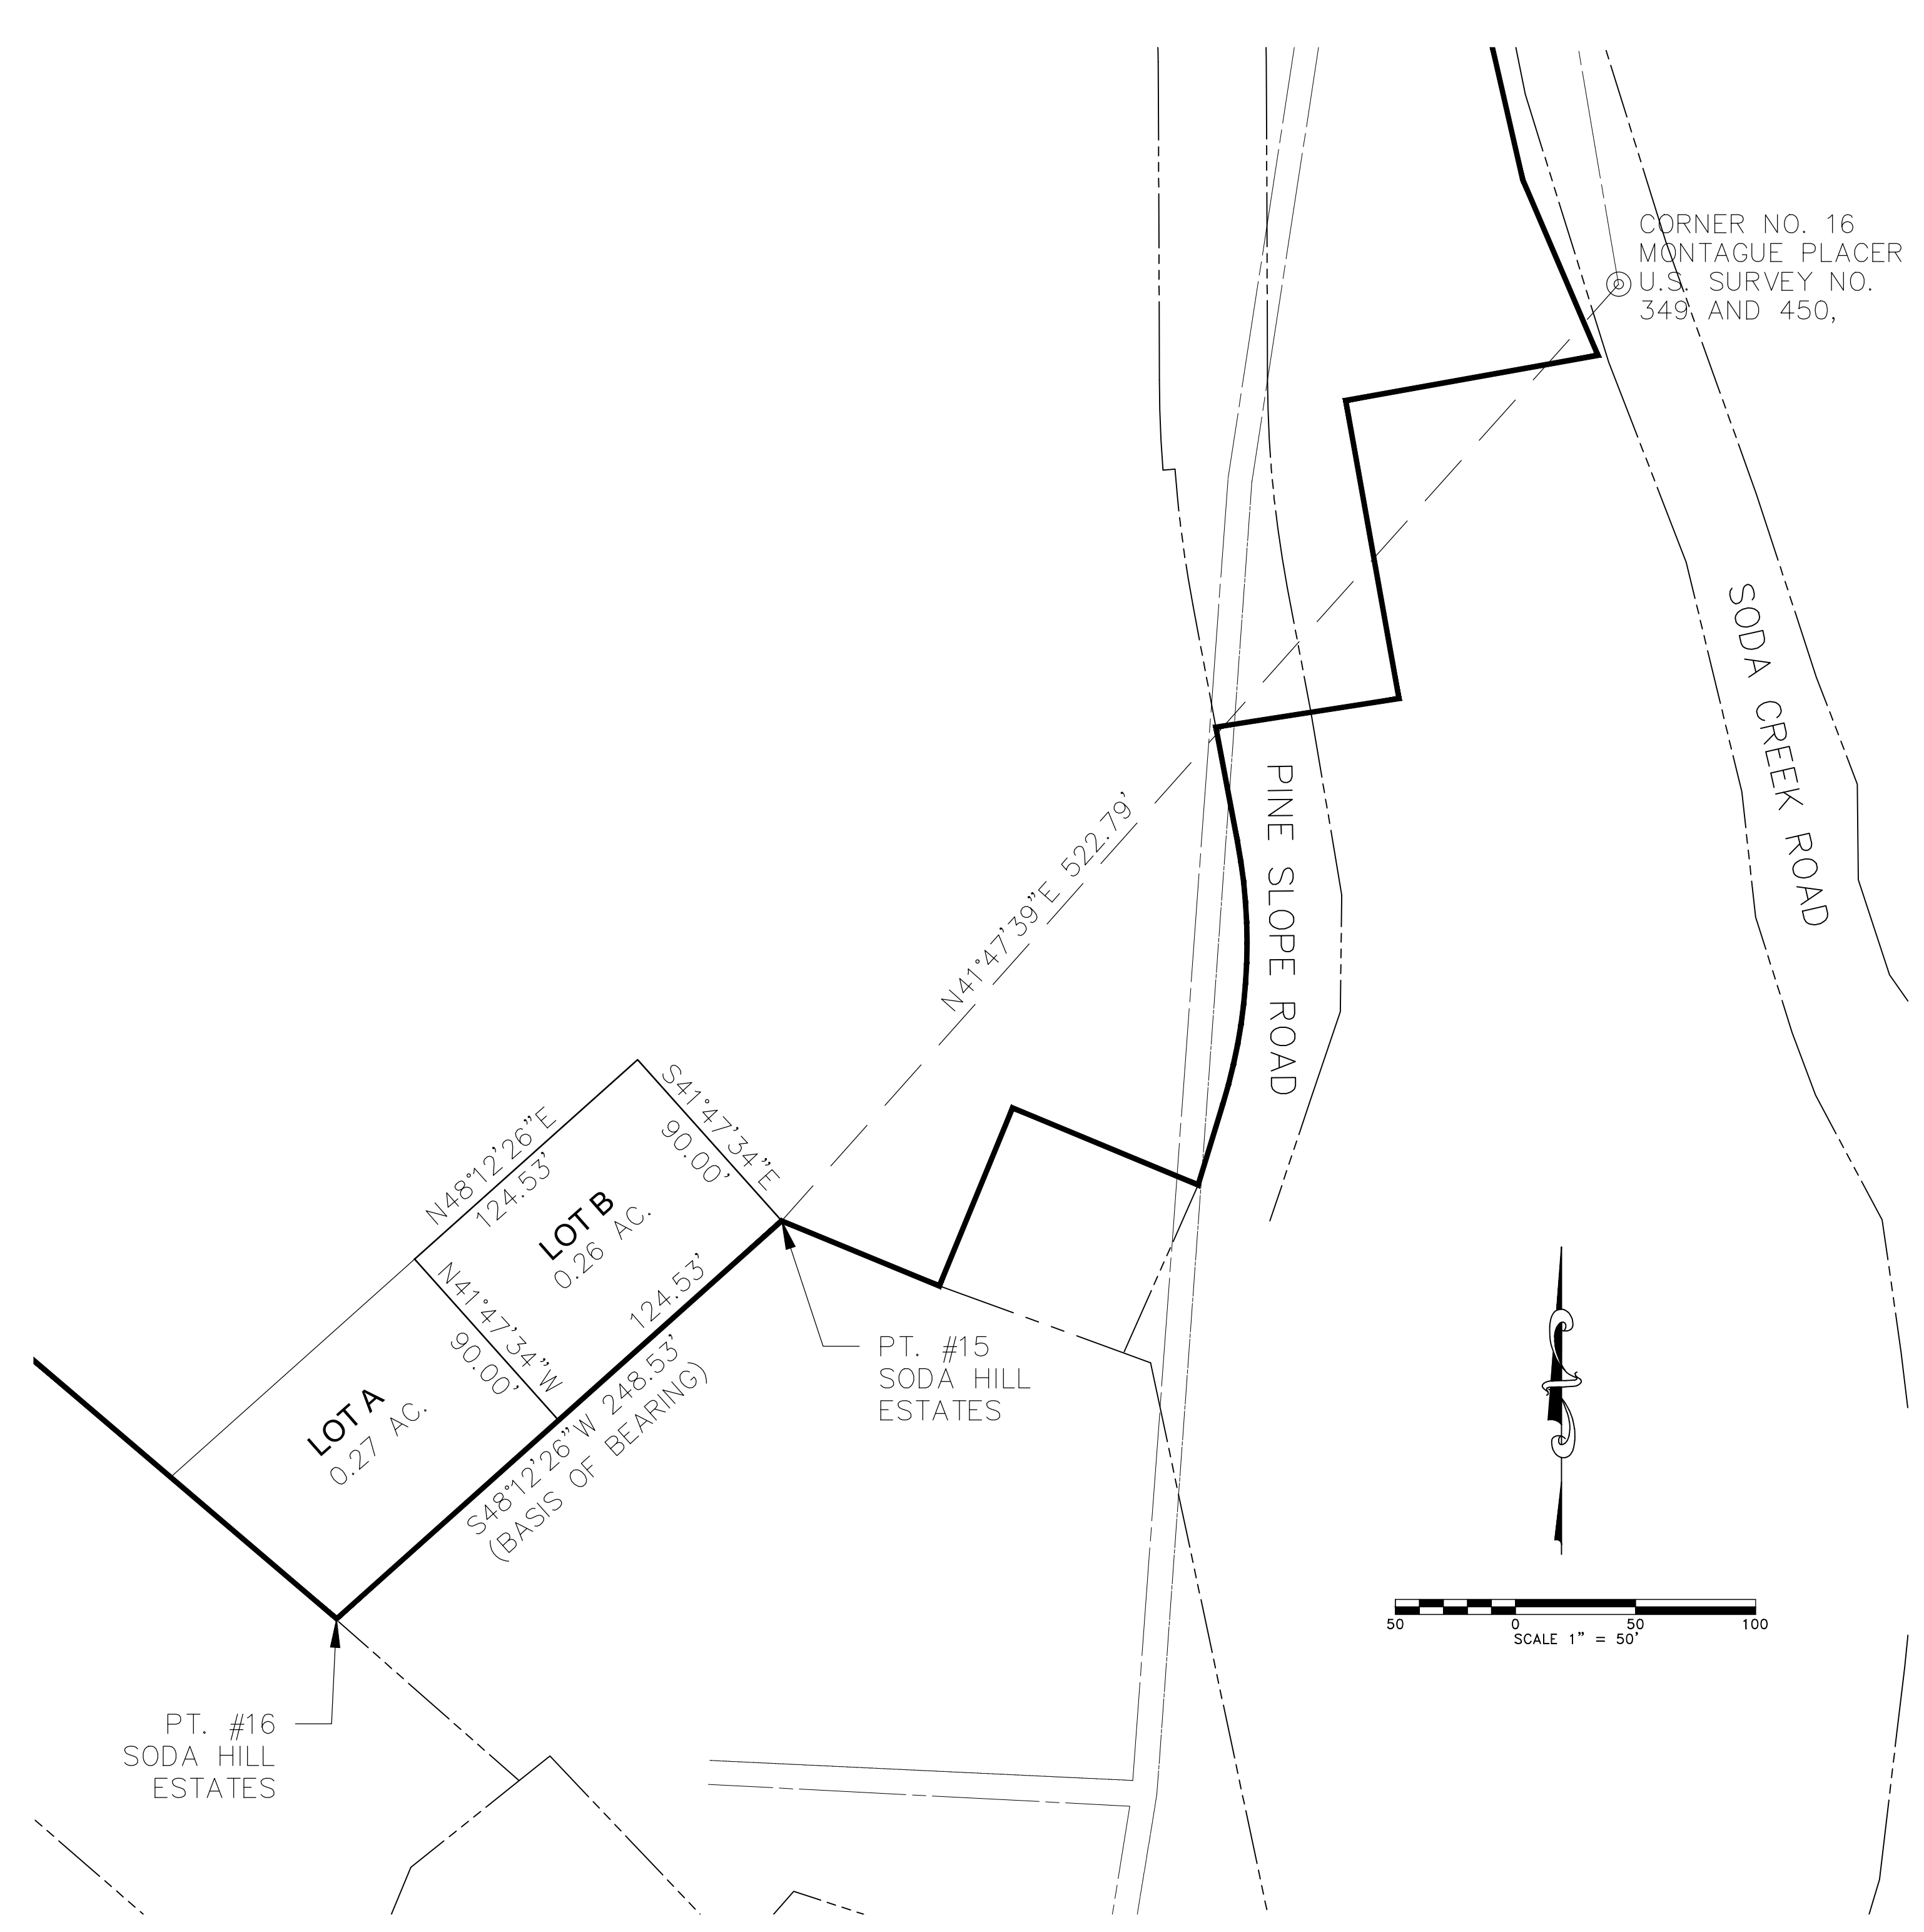 CORNER NO. 16
MONTAGUE PLACER
U.S. SURVEY NO.
349 AND 450,
SODA CREEK ROAD
PINE SLOPE ROAD
N41°47'39"E 522.79'
S41°47'34"E
90.00'
N48°12'26"E
124.53'
LOT B
0.26 AC.
N41°47'34"W
90.00'
124.53'
S48°12'26"W 248.53'
(BASIS OF BEARING)
LOT A
0.27 AC.
PT. #15
SODA HILL
ESTATES
PT. #16
SODA HILL
ESTATES
50 0 50 100
SCALE 1" = 50'